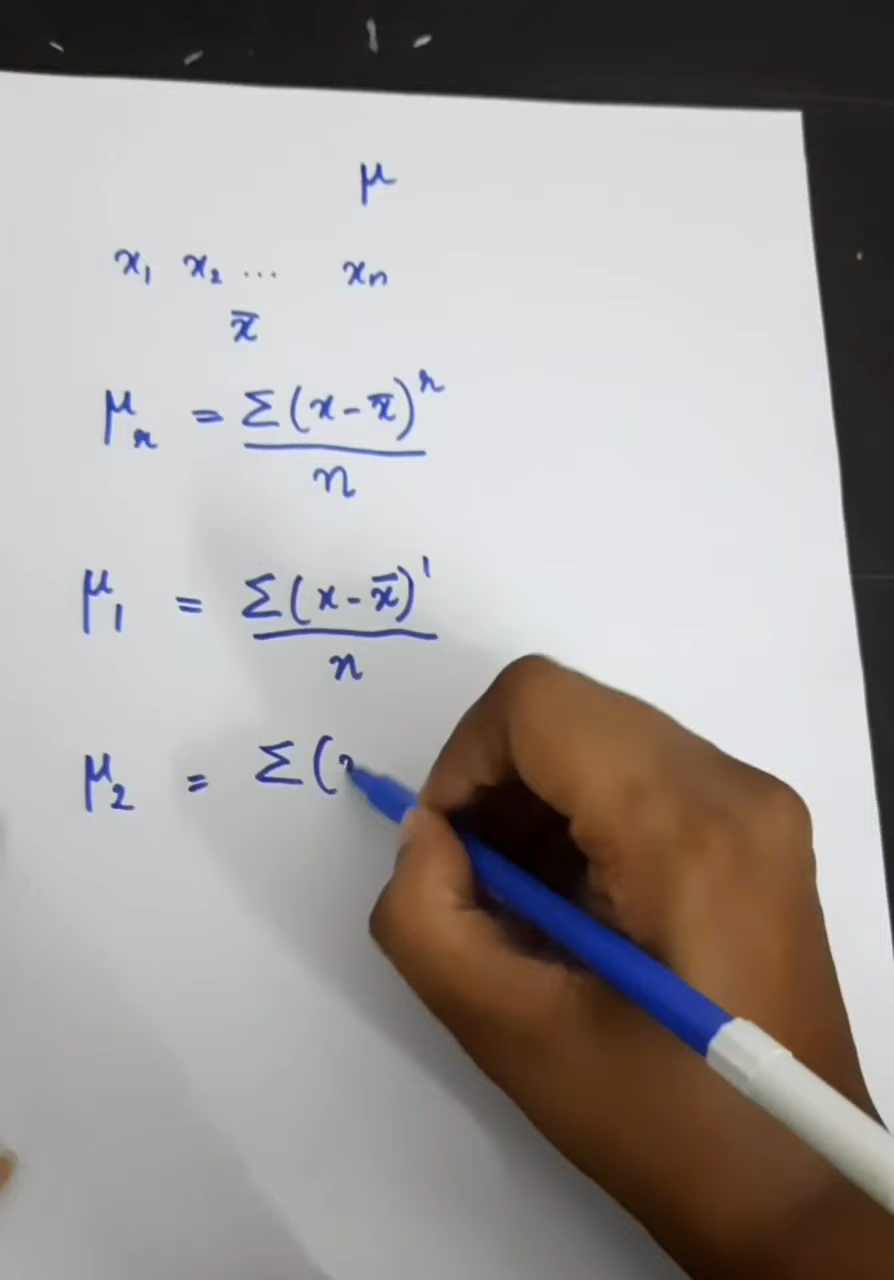 μ
x₁ x₂ ... xₙ
x̄
μᵣ = Σ(x-x̄)ʳ
n
μ₁ = Σ(x-x̄)¹
n
μ₂ = Σ(